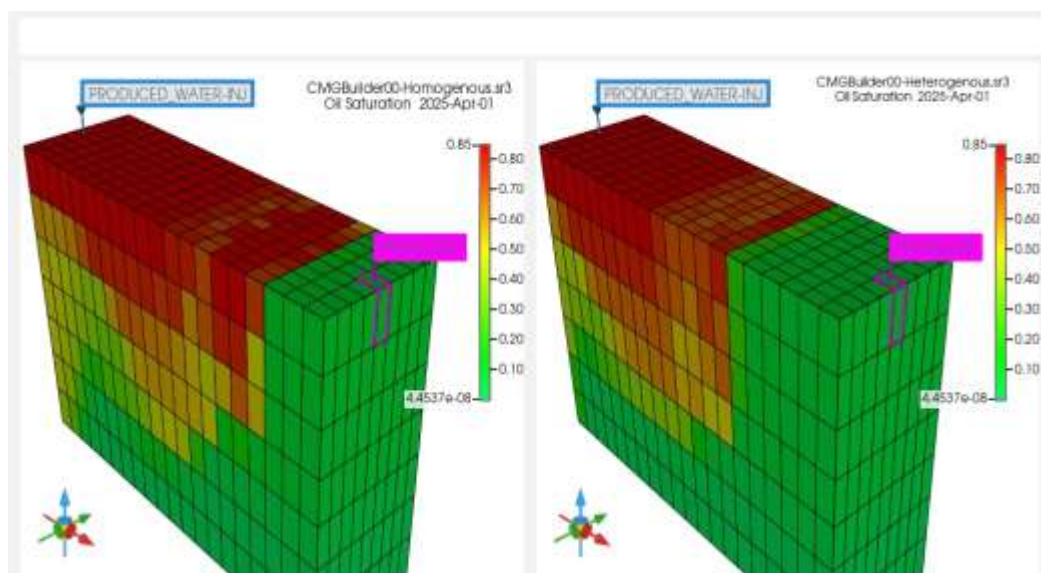 PRODUCED_WATER-INJ
CMGBuilder00-Homogenous.sr3
Oil Saturation 2025-Apr-01
0.85
0.80
0.70
0.60
0.50
0.40
0.30
0.20
0.10
4.4537e-08
PRODUCED_WATER-INJ
CMGBuilder00-Heterogenous.sr3
Oil Saturation 2025-Apr-01
0.85
0.80
0.70
0.60
0.50
0.40
0.30
0.20
0.10
4.4537e-08